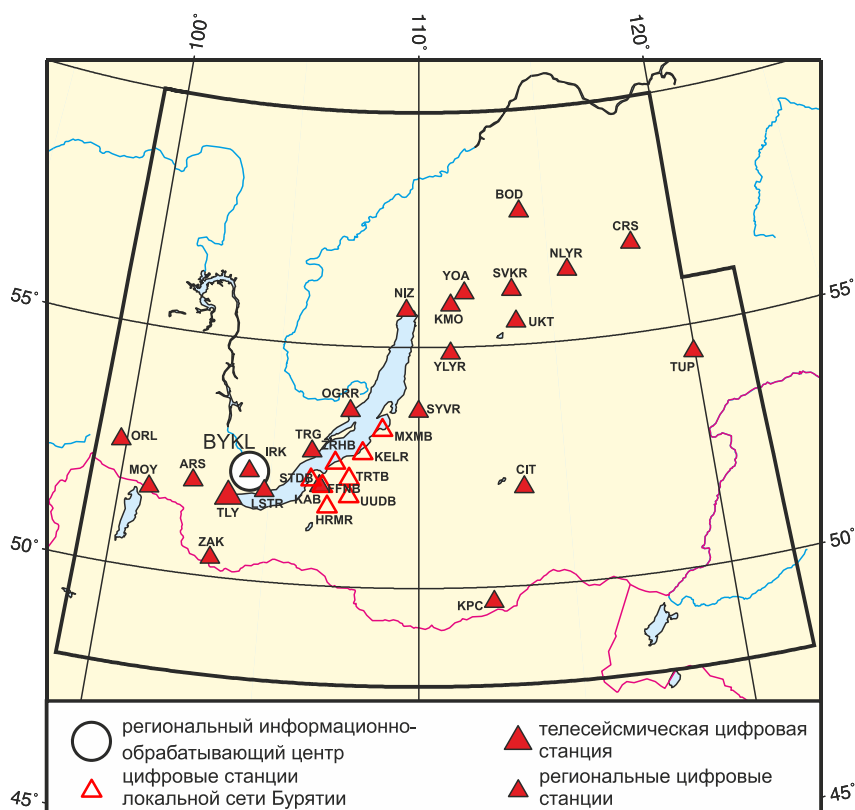 100°
110°
120°
BOD
CRS
NLYR
YOA
SVKR
55°
55°
NIZ
KMO
UKT
YLYR
TUP
OGRR
SYVR
ORL
BYKL
TRG
MXMB
IRK
ZRHB
KELR
MOY
ARS
STDB
TRTB
CIT
FFNB
KAB
LSTR
UUDB
TLY
HRMR
50°
50°
ZAK
KPC
региональный информационно-
обрабатывающий центр
цифровые станции
локальной сети Бурятии
телесейсмическая цифровая
станция
региональные цифровые
станции
45°
45°